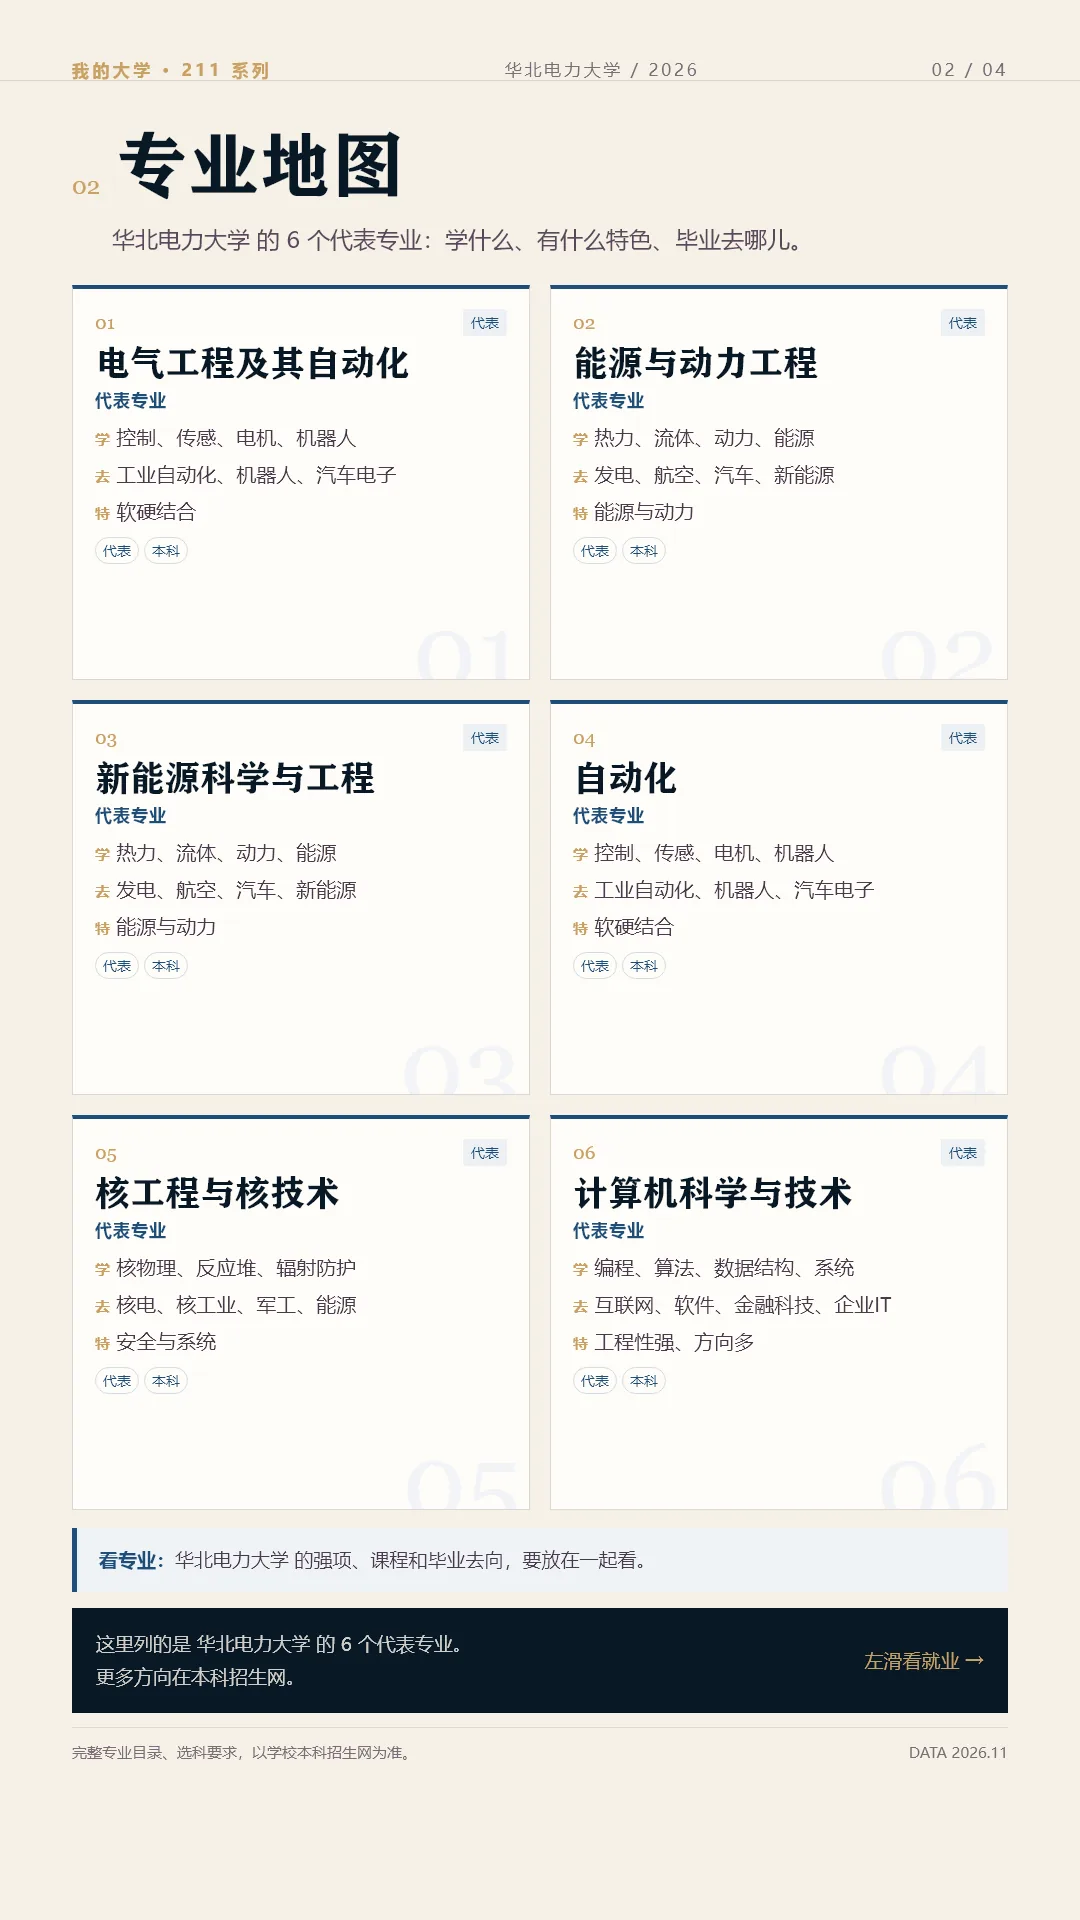 我的大学 • 211 系列
华北电力大学 / 2026
02 / 04
02 专业地图
华北电力大学 的 6 个代表专业：学什么、有什么特色、毕业去哪儿。
01
代表
电气工程及其自动化
代表专业
学 控制、传感、电机、机器人
去 工业自动化、机器人、汽车电子
特 软硬结合
代表 本科
01
02
代表
能源与动力工程
代表专业
学 热力、流体、动力、能源
去 发电、航空、汽车、新能源
特 能源与动力
代表 本科
02
03
代表
新能源科学与工程
代表专业
学 热力、流体、动力、能源
去 发电、航空、汽车、新能源
特 能源与动力
代表 本科
03
04
代表
自动化
代表专业
学 控制、传感、电机、机器人
去 工业自动化、机器人、汽车电子
特 软硬结合
代表 本科
04
05
代表
核工程与核技术
代表专业
学 核物理、反应堆、辐射防护
去 核电、核工业、军工、能源
特 安全与系统
代表 本科
05
06
代表
计算机科学与技术
代表专业
学 编程、算法、数据结构、系统
去 互联网、软件、金融科技、企业IT
特 工程性强、方向多
代表 本科
06
看专业：华北电力大学 的强项、课程和毕业去向，要放在一起看。
这里列的是 华北电力大学 的 6 个代表专业。
更多方向在本科招生网。
左滑看就业 →
完整专业目录、选科要求，以学校本科招生网为准。
DATA 2026.11